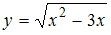 y = √(x² − 3x)